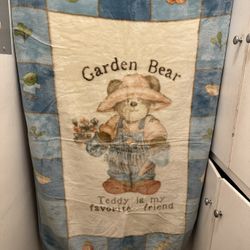 Garden Bear
Teddy is my
favorite friend